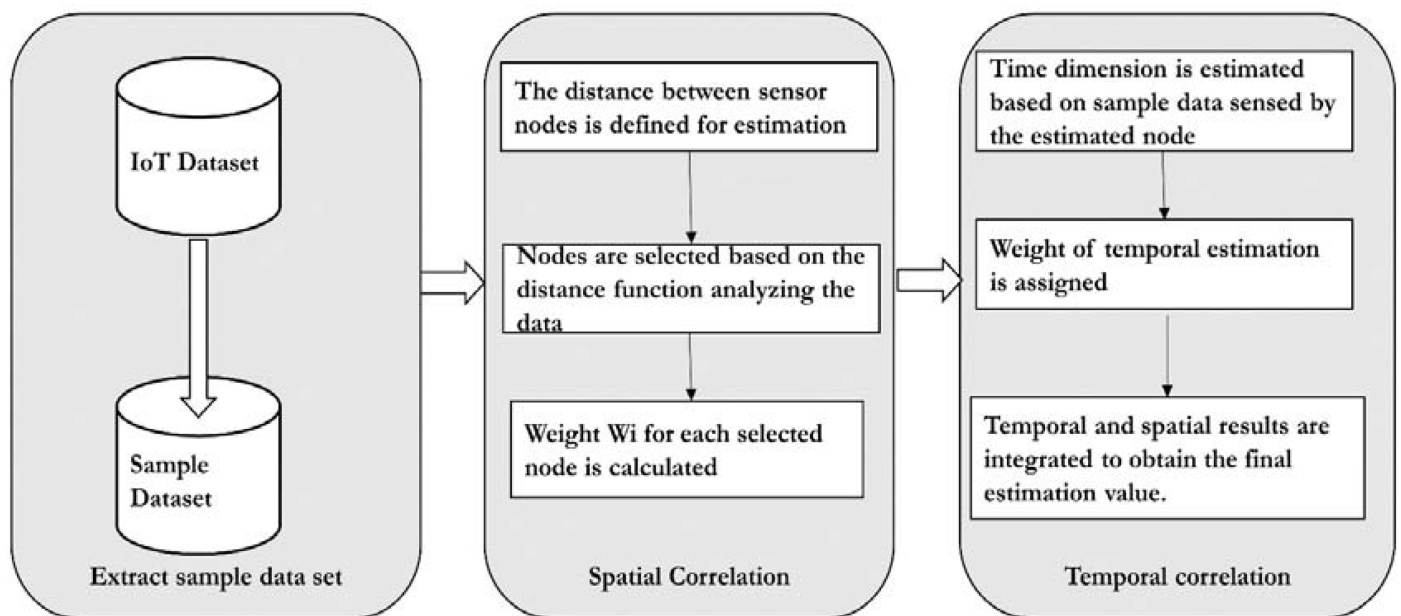 IoT Dataset
Sample
Dataset
Extract sample data set
The distance between sensor
nodes is defined for estimation
Nodes are selected based on the
distance function analyzing the
data
Weight Wi for each selected
node is calculated
Spatial Correlation
Time dimension is estimated
based on sample data sensed by
the estimated node
Weight of temporal estimation
is assigned
Temporal and spatial results are
integrated to obtain the final
estimation value.
Temporal correlation